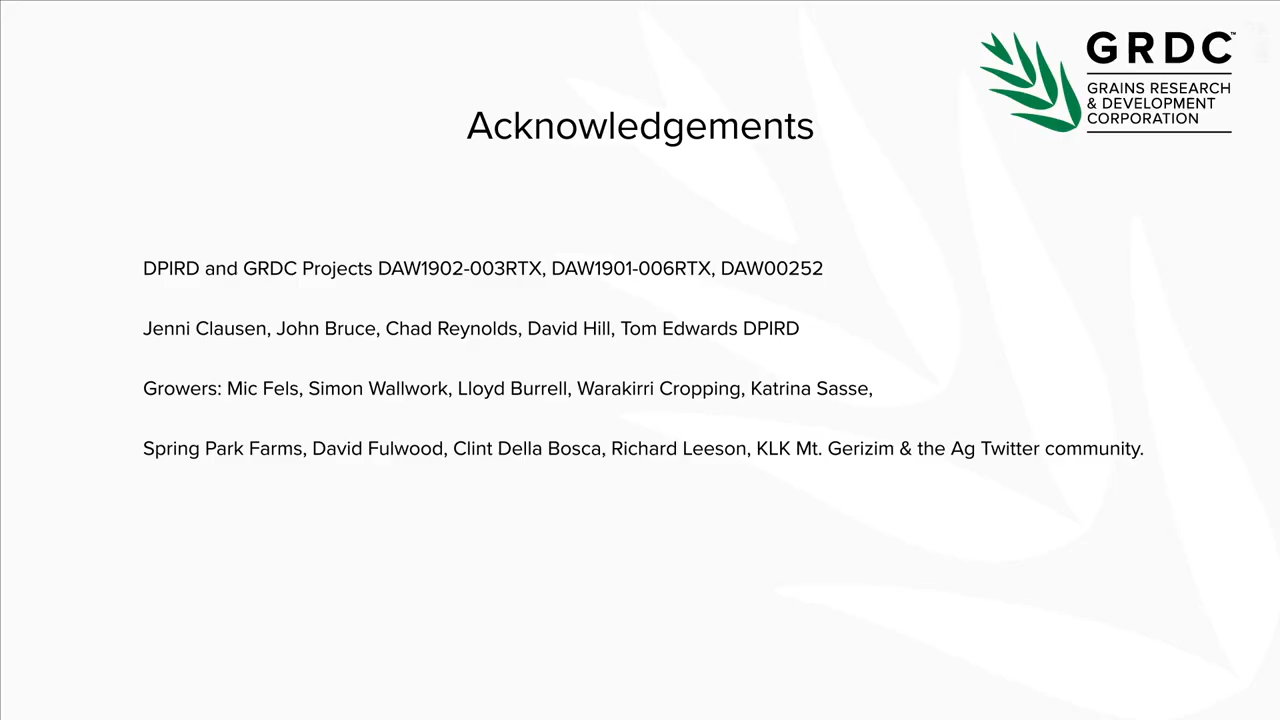 GRDC™
GRAINS RESEARCH
& DEVELOPMENT
CORPORATION
Acknowledgements
DPIRD and GRDC Projects DAW1902-003RTX, DAW1901-006RTX, DAW00252
Jenni Clausen, John Bruce, Chad Reynolds, David Hill, Tom Edwards DPIRD
Growers: Mic Fels, Simon Wallwork, Lloyd Burrell, Warakirri Cropping, Katrina Sasse,
Spring Park Farms, David Fulwood, Clint Della Bosca, Richard Leeson, KLK Mt. Gerizim & the Ag Twitter community.